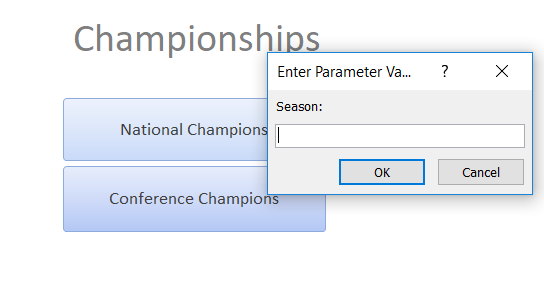 Championships
Enter Parameter Va... ?
Season:
National Champions
OK Cancel
Conference Champions